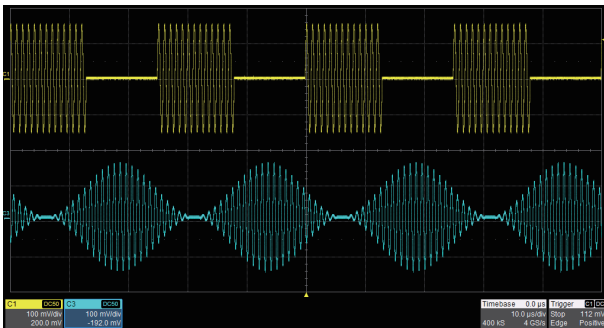 C1 DC50
100 mV/div
200.0 mV
C3 DC50
100 mV/div
-192.0 mV
Timebase 0.0 µs
10.0 µs/div
400 kS 4 GS/s
Trigger C1 DC
Stop 112 mV
Edge Positive